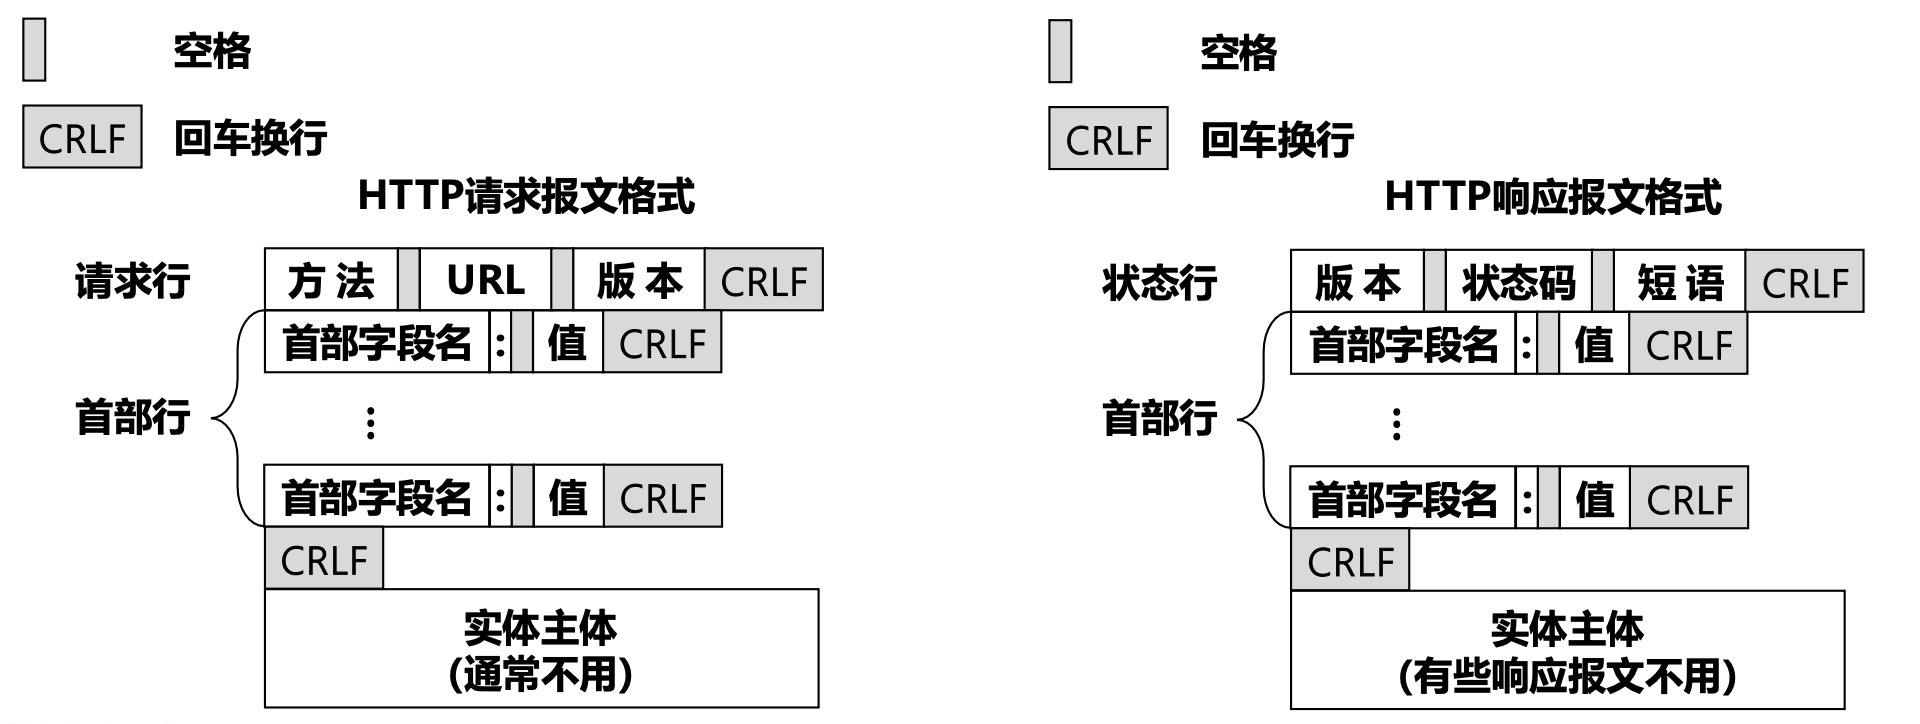 空格
CRLF 回车换行
HTTP请求报文格式
请求行 方法 URL 版本 CRLF
首部字段名 : 值 CRLF
首部行 ⋮
首部字段名 : 值 CRLF
CRLF
实体主体
(通常不用)
空格
CRLF 回车换行
HTTP响应报文格式
状态行 版本 状态码 短语 CRLF
首部字段名 : 值 CRLF
首部行 ⋮
首部字段名 : 值 CRLF
CRLF
实体主体
(有些响应报文不用)